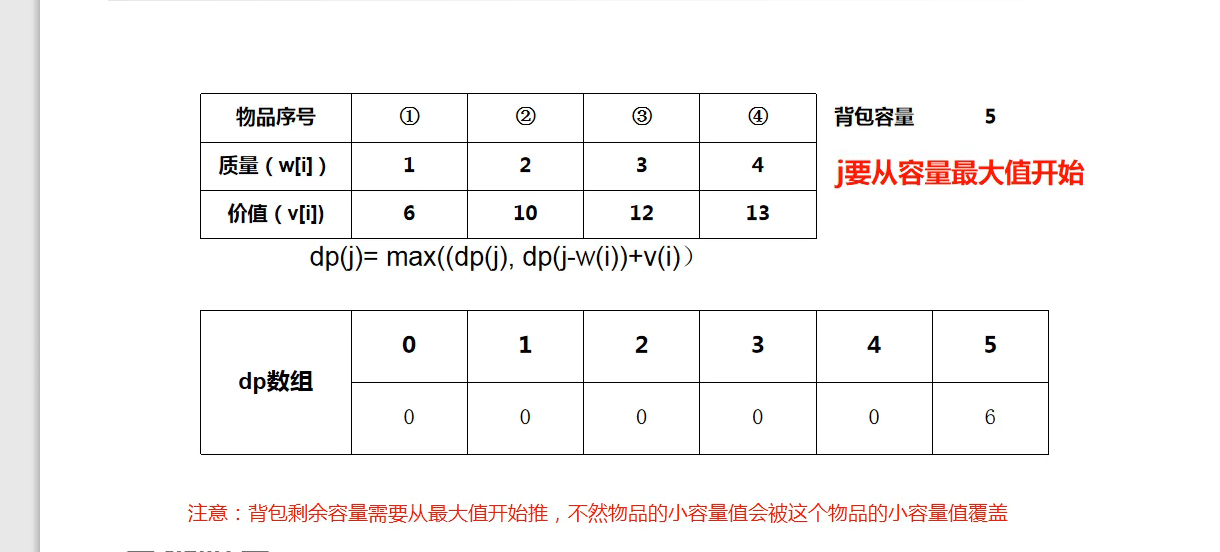 物品序号 ① ② ③ ④ 背包容量 5
质量（w[i]） 1 2 3 4 j要从容量最大值开始
价值（v[i]) 6 10 12 13
dp(j)= max((dp(j), dp(j-w(i))+v(i)）
dp数组 0 1 2 3 4 5
0 0 0 0 0 6
注意：背包剩余容量需要从最大值开始推，不然物品的小容量值会被这个物品的小容量值覆盖